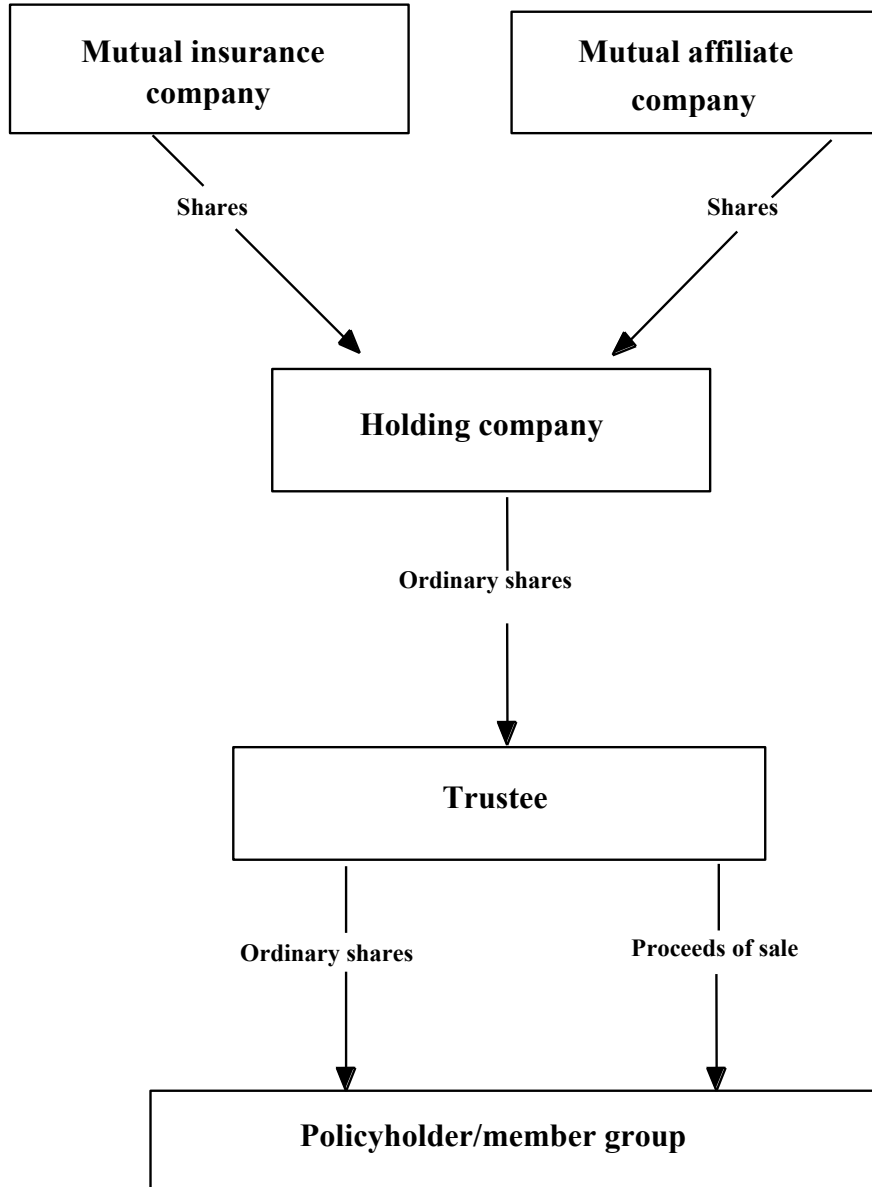 Mutual insurance
company
Mutual affiliate
company
Shares
Shares
Holding company
Ordinary shares
Trustee
Ordinary shares
Proceeds of sale
Policyholder/member group